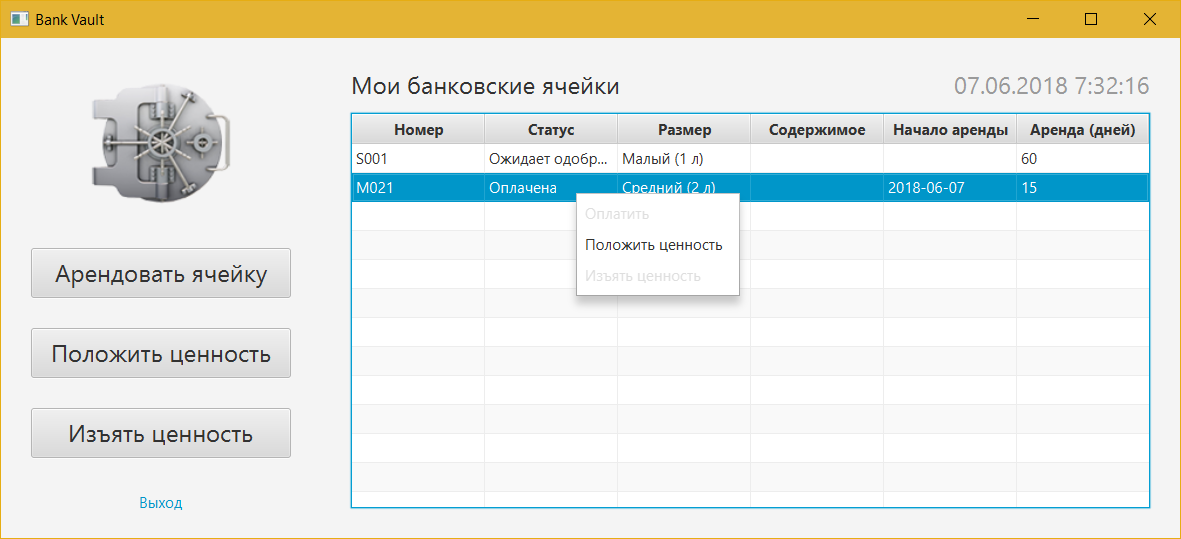 Bank Vault
Мои банковские ячейки 07.06.2018 7:32:16
Номер Статус Размер Содержимое Начало аренды Аренда (дней)
S001 Ожидает одобр... Малый (1 л) 60
M021 Оплачена Средний (2 л) 2018-06-07 15
Оплатить
Положить ценность
Изъять ценность
Арендовать ячейку
Положить ценность
Изъять ценность
Выход